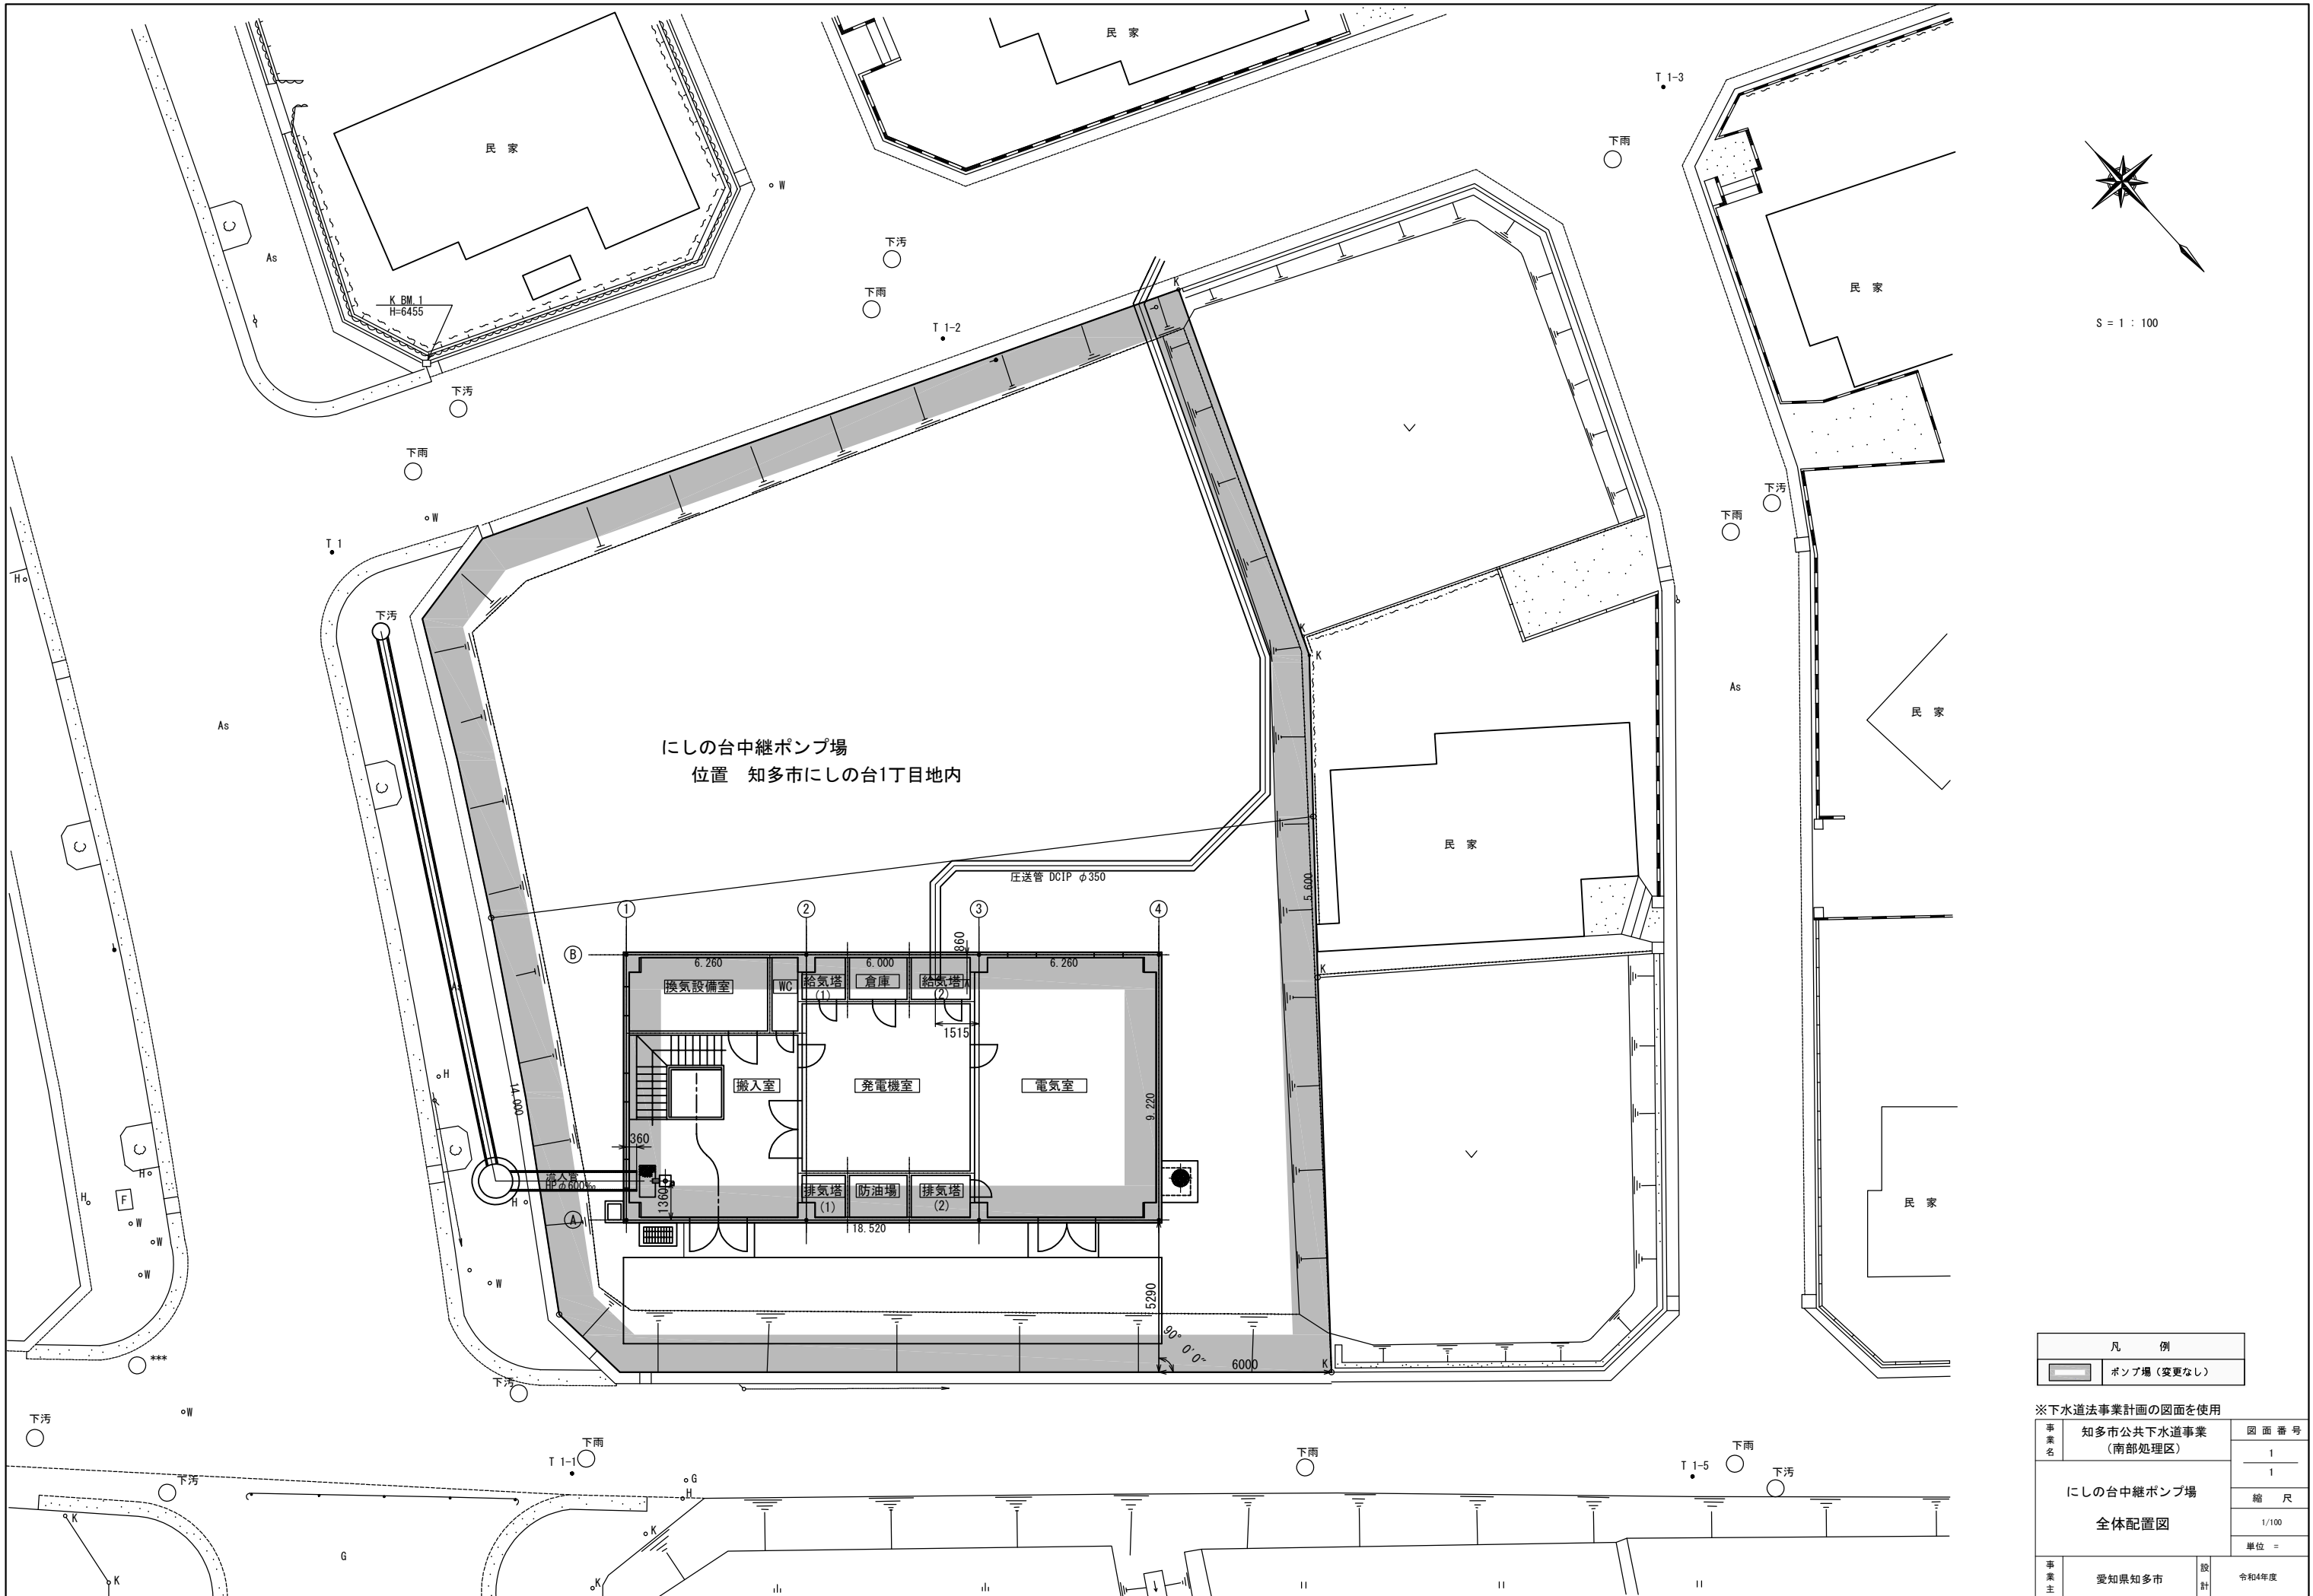 民 家
T 1-3
下雨
民 家
W
下汚
As
民 家
下雨
K BM.1
H=6455
K
S = 1 : 100
T 1-2
下汚
下雨
下汚
W
下雨
T 1
H
K
下汚
K
As
民 家
As
にしの台中継ポンプ場
位置 知多市にしの台1丁目地内
民 家
圧送管 DCIP φ350
5.600
① ② ③ ④
860
Ⓑ
6.260 6.000 6.260
K
換気設備室
WC
給気塔
(1)
倉庫
給気塔
(2)
As
1515
搬入室
発電機室
電気室
H
14.000
9.220
360
H
流入管
HPφ600‰
F
H
H
1360
排気塔
(1)
防油場
排気塔
(2)
民 家
Ⓐ
18.520
W
W
W
W
5290
90° 0' 0"
6000
K
***
下汚
W
下汚
凡 例
ポンプ場（変更なし）
※下水道法事業計画の図面を使用
事業名
知多市公共下水道事業
（南部処理区）
図面番号
1
1
にしの台中継ポンプ場
全体配置図
縮 尺
1/100
単位 =
事業主
愛知県知多市
設計
令和4年度
下雨
T 1-1
下雨
下雨
T 1-5
下汚
下汚
G
H
K
K
G
K
K